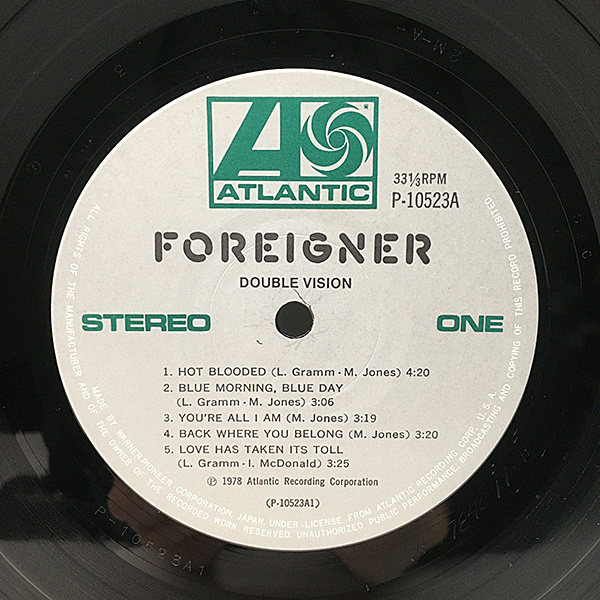 ATLANTIC
33⅓RPM
P-10523A
FOREIGNER
DOUBLE VISION
STEREO
ONE
1. HOT BLOODED (L. Gramm-M. Jones) 4:20
2. BLUE MORNING, BLUE DAY
(L. Gramm-M. Jones) 3:06
3. YOU'RE ALL I AM (M. Jones) 3:19
4. BACK WHERE YOU BELONG (M. Jones) 3:20
5. LOVE HAS TAKEN ITS TOLL
(L. Gramm-I. McDonald) 3:25
℗ 1978 Atlantic Recording Corporation
(P-10523A1)
MADE BY WARNER-PIONEER CORPORATION, JAPAN, UNDER LICENSE FROM ATLANTIC RECORDING CORP. U.S.A.
ALL RIGHTS OF THE MANUFACTURER AND OF THE OWNER OF THE RECORDED WORK RESERVED. UNAUTHORIZED PUBLIC PERFORMANCE, BROADCASTING AND COPYING OF THIS RECORD PROHIBITED.
P-10523A1
2-M-A-